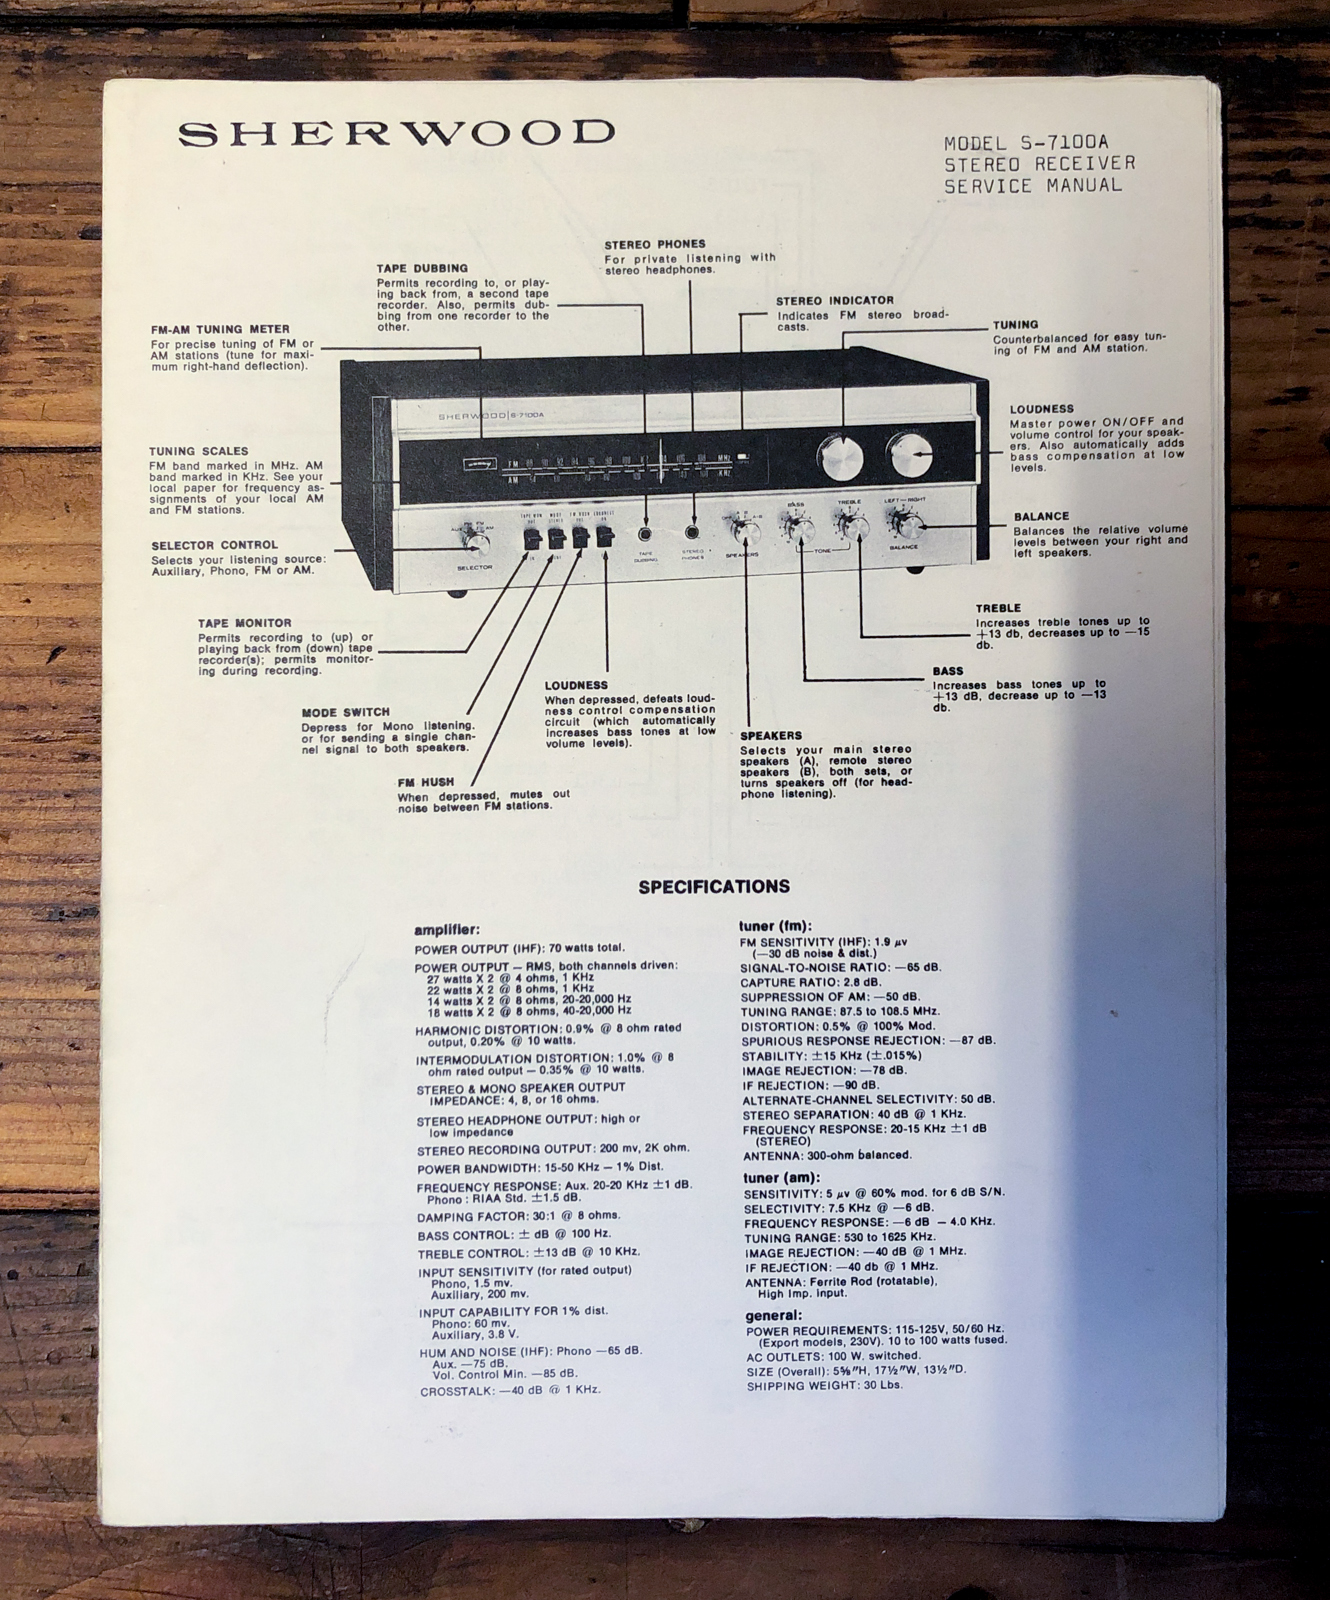 SHERWOOD
MODEL S-7100A
STEREO RECEIVER
SERVICE MANUAL
STEREO PHONES
For private listening with
stereo headphones.
TAPE DUBBING
Permits recording to, or play-
ing back from, a second tape
recorder. Also, permits dub-
bing from one recorder to the
other.
STEREO INDICATOR
Indicates FM stereo broad-
casts.
FM-AM TUNING METER
For precise tuning of FM or
AM stations (tune for maxi-
mum right-hand deflection).
TUNING
Counterbalanced for easy tun-
ing of FM and AM station.
LOUDNESS
Master power ON/OFF and
volume control for your speak-
ers. Also automatically adds
bass compensation at low
levels.
TUNING SCALES
FM band marked in MHz. AM
band marked in KHz. See your
local paper for frequency as-
signments of your local AM
and FM stations.
SHERWOOD|S-7100A
FM
MHz
AM
KHz
BALANCE
Balances the relative volume
levels between your right and
left speakers.
SELECTOR CONTROL
Selects your listening source:
Auxiliary, Phono, FM or AM.
SELECTOR
TAPE
DUBBING
STEREO
PHONES
SPEAKERS
BASS
TONE
TREBLE
LEFT—RIGHT
BALANCE
TAPE MONITOR
Permits recording to (up) or
playing back from (down) tape
recorder(s); permits monitor-
ing during recording.
TREBLE
Increases treble tones up to
+13 db, decreases up to —15
db.
BASS
Increases bass tones up to
+13 dB, decrease up to —13
db.
LOUDNESS
When depressed, defeats loud-
ness control compensation
circuit (which automatically
increases bass tones at low
volume levels).
MODE SWITCH
Depress for Mono listening.
or for sending a single chan-
nel signal to both speakers.
SPEAKERS
Selects your main stereo
speakers (A), remote stereo
speakers (B), both sets, or
turns speakers off (for head-
phone listening).
FM HUSH
When depressed, mutes out
noise between FM stations.
SPECIFICATIONS
amplifier:
POWER OUTPUT (IHF): 70 watts total.
POWER OUTPUT — RMS, both channels driven:
27 watts X 2 @ 4 ohms, 1 KHz
22 watts X 2 @ 8 ohms, 1 KHz
14 watts X 2 @ 8 ohms, 20-20,000 Hz
18 watts X 2 @ 8 ohms, 40-20,000 Hz
HARMONIC DISTORTION: 0.9% @ 8 ohm rated
output, 0.20% @ 10 watts.
INTERMODULATION DISTORTION: 1.0% @ 8
ohm rated output — 0.35% @ 10 watts.
STEREO & MONO SPEAKER OUTPUT
IMPEDANCE: 4, 8, or 16 ohms.
STEREO HEADPHONE OUTPUT: high or
low impedance
STEREO RECORDING OUTPUT: 200 mv, 2K ohm.
POWER BANDWIDTH: 15-50 KHz — 1% Dist.
FREQUENCY RESPONSE: Aux. 20-20 KHz ±1 dB.
Phono : RIAA Std. ±1.5 dB.
DAMPING FACTOR: 30:1 @ 8 ohms.
BASS CONTROL: ± dB @ 100 Hz.
TREBLE CONTROL: ±13 dB @ 10 KHz.
INPUT SENSITIVITY (for rated output)
Phono, 1.5 mv.
Auxiliary, 200 mv.
INPUT CAPABILITY FOR 1% dist.
Phono: 60 mv.
Auxiliary, 3.8 V.
HUM AND NOISE (IHF): Phono —65 dB.
Aux. —75 dB.
Vol. Control Min. —85 dB.
CROSSTALK: —40 dB @ 1 KHz.
tuner (fm):
FM SENSITIVITY (IHF): 1.9 μv
(—30 dB noise & dist.)
SIGNAL-TO-NOISE RATIO: —65 dB.
CAPTURE RATIO: 2.8 dB.
SUPPRESSION OF AM: —50 dB.
TUNING RANGE: 87.5 to 108.5 MHz.
DISTORTION: 0.5% @ 100% Mod.
SPURIOUS RESPONSE REJECTION: —87 dB.
STABILITY: ±15 KHz (±.015%)
IMAGE REJECTION: —78 dB.
IF REJECTION: —90 dB.
ALTERNATE-CHANNEL SELECTIVITY: 50 dB.
STEREO SEPARATION: 40 dB @ 1 KHz.
FREQUENCY RESPONSE: 20-15 KHz ±1 dB
(STEREO)
ANTENNA: 300-ohm balanced.
tuner (am):
SENSITIVITY: 5 μv @ 60% mod. for 6 dB S/N.
SELECTIVITY: 7.5 KHz @ —6 dB.
FREQUENCY RESPONSE: —6 dB — 4.0 KHz.
TUNING RANGE: 530 to 1625 KHz.
IMAGE REJECTION: —40 dB @ 1 MHz.
IF REJECTION: —40 db @ 1 MHz.
ANTENNA: Ferrite Rod (rotatable),
High Imp. input.
general:
POWER REQUIREMENTS: 115-125V, 50/60 Hz.
(Export models, 230V). 10 to 100 watts fused.
AC OUTLETS: 100 W. switched.
SIZE (Overall): 5⅝"H, 17½"W, 13½"D.
SHIPPING WEIGHT: 30 Lbs.